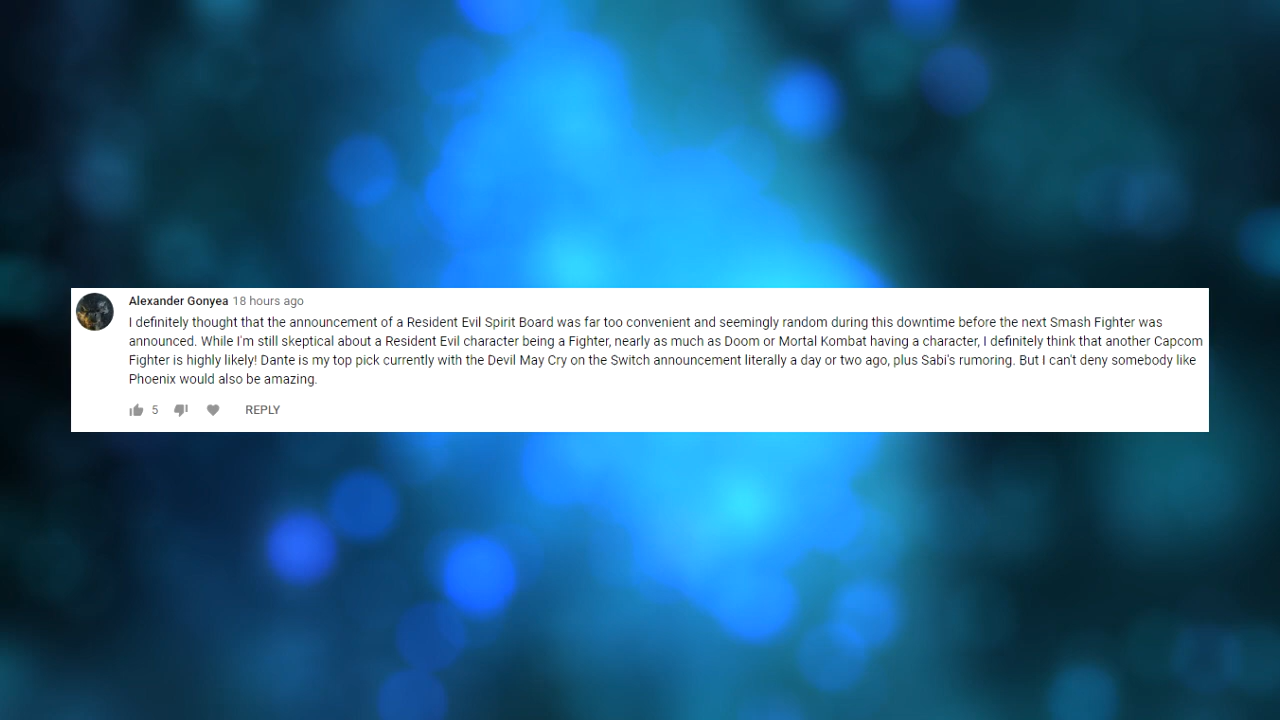 Alexander Gonyea 18 hours ago
I definitely thought that the announcement of a Resident Evil Spirit Board was far too convenient and seemingly random during this downtime before the next Smash Fighter was
announced. While I'm still skeptical about a Resident Evil character being a Fighter, nearly as much as Doom or Mortal Kombat having a character, I definitely think that another Capcom
Fighter is highly likely! Dante is my top pick currently with the Devil May Cry on the Switch announcement literally a day or two ago, plus Sabi's rumoring. But I can't deny somebody like
Phoenix would also be amazing.
5 REPLY